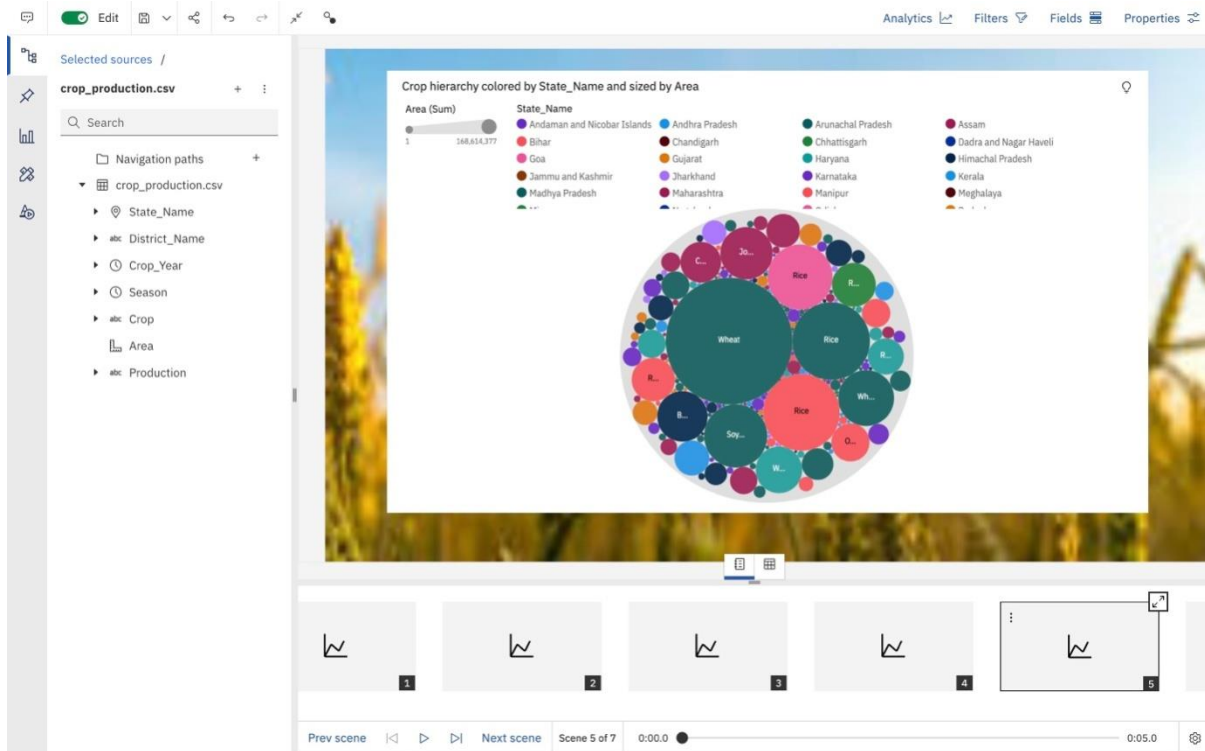 Edit
Analytics Filters Fields Properties
Selected sources /
crop_production.csv
Search
Navigation paths
crop_production.csv
State_Name
abc District_Name
Crop_Year
Season
abc Crop
Area
abc Production
Crop hierarchy colored by State_Name and sized by Area
Area (Sum)
1 168,614,377
State_Name
Andaman and Nicobar Islands Andhra Pradesh Arunachal Pradesh Assam
Bihar Chandigarh Chhattisgarh Dadra and Nagar Haveli
Goa Gujarat Haryana Himachal Pradesh
Jammu and Kashmir Jharkhand Karnataka Kerala
Madhya Pradesh Maharashtra Manipur Meghalaya
Jo...
C...
Rice
R...
Wheat
Rice
R...
R...
Wh...
B...
Rice
Soy...
O...
W...
1 2 3 4 5
Prev scene Next scene Scene 5 of 7 0:00.0 0:05.0